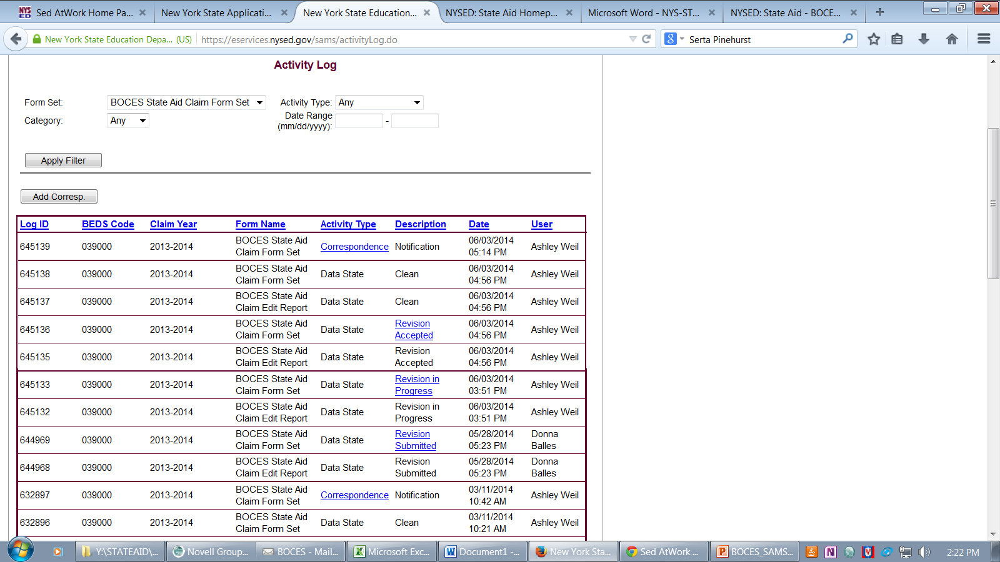 NYS ED Sed AtWork Home Pa... New York State Applicati... New York State Education... NYSED: State Aid Homep... Microsoft Word - NYS-ST... NYSED: State Aid - BOCE...
New York State Education Depa... (US) https://eservices.nysed.gov/sams/activityLog.do Serta Pinehurst
Activity Log
Form Set: BOCES State Aid Claim Form Set Activity Type: Any
Category: Any Date Range (mm/dd/yyyy): -
Apply Filter
Add Corresp.
Log ID BEDS Code Claim Year Form Name Activity Type Description Date User
645139 039000 2013-2014 BOCES State Aid Claim Form Set Correspondence Notification 06/03/2014 05:14 PM Ashley Weil
645138 039000 2013-2014 BOCES State Aid Claim Form Set Data State Clean 06/03/2014 04:56 PM Ashley Weil
645137 039000 2013-2014 BOCES State Aid Claim Edit Report Data State Clean 06/03/2014 04:56 PM Ashley Weil
645136 039000 2013-2014 BOCES State Aid Claim Form Set Data State Revision Accepted 06/03/2014 04:56 PM Ashley Weil
645135 039000 2013-2014 BOCES State Aid Claim Edit Report Data State Revision Accepted 06/03/2014 04:56 PM Ashley Weil
645133 039000 2013-2014 BOCES State Aid Claim Form Set Data State Revision in Progress 06/03/2014 03:51 PM Ashley Weil
645132 039000 2013-2014 BOCES State Aid Claim Edit Report Data State Revision in Progress 06/03/2014 03:51 PM Ashley Weil
644969 039000 2013-2014 BOCES State Aid Claim Form Set Data State Revision Submitted 05/28/2014 05:23 PM Donna Balles
644968 039000 2013-2014 BOCES State Aid Claim Edit Report Data State Revision Submitted 05/28/2014 05:23 PM Donna Balles
632897 039000 2013-2014 BOCES State Aid Claim Form Set Correspondence Notification 03/11/2014 10:42 AM Ashley Weil
632896 039000 2013-2014 BOCES State Aid Claim Form Set Data State Clean 03/11/2014 10:21 AM Ashley Weil
Y:\STATEAID\... Novell Group... BOCES - Mail... Microsoft Exc... Document1 -... New York Sta... Sed AtWork ... BOCES_SAMS... 2:22 PM